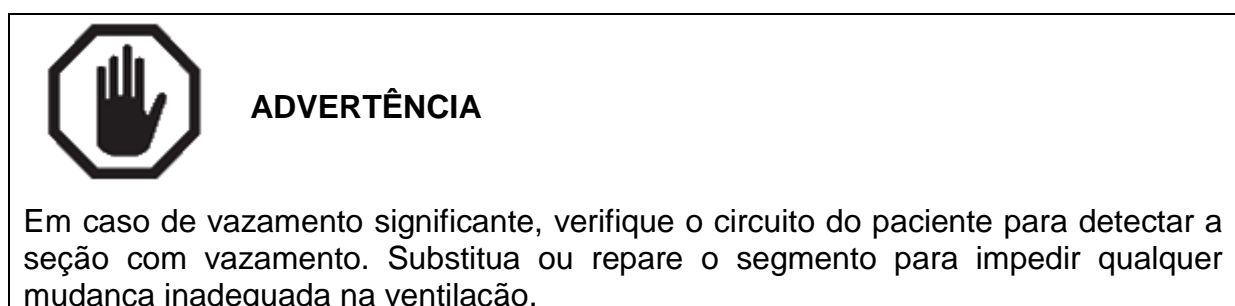 ADVERTÊNCIA
Em caso de vazamento significante, verifique o circuito do paciente para detectar a
seção com vazamento. Substitua ou repare o segmento para impedir qualquer
mudança inadequada na ventilação.